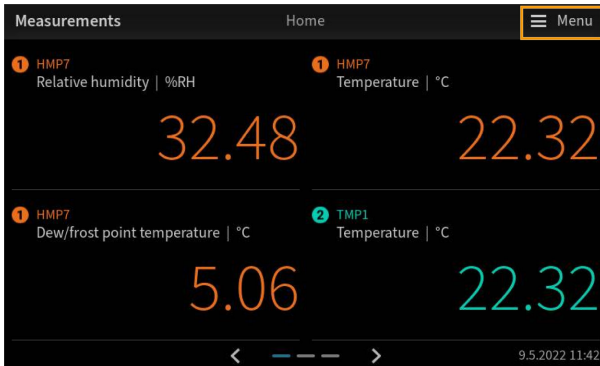 Measurements Home Menu
1 HMP7
Relative humidity | %RH
32.48
1 HMP7
Temperature | °C
22.32
1 HMP7
Dew/frost point temperature | °C
5.06
2 TMP1
Temperature | °C
22.32
9.5.2022 11:42